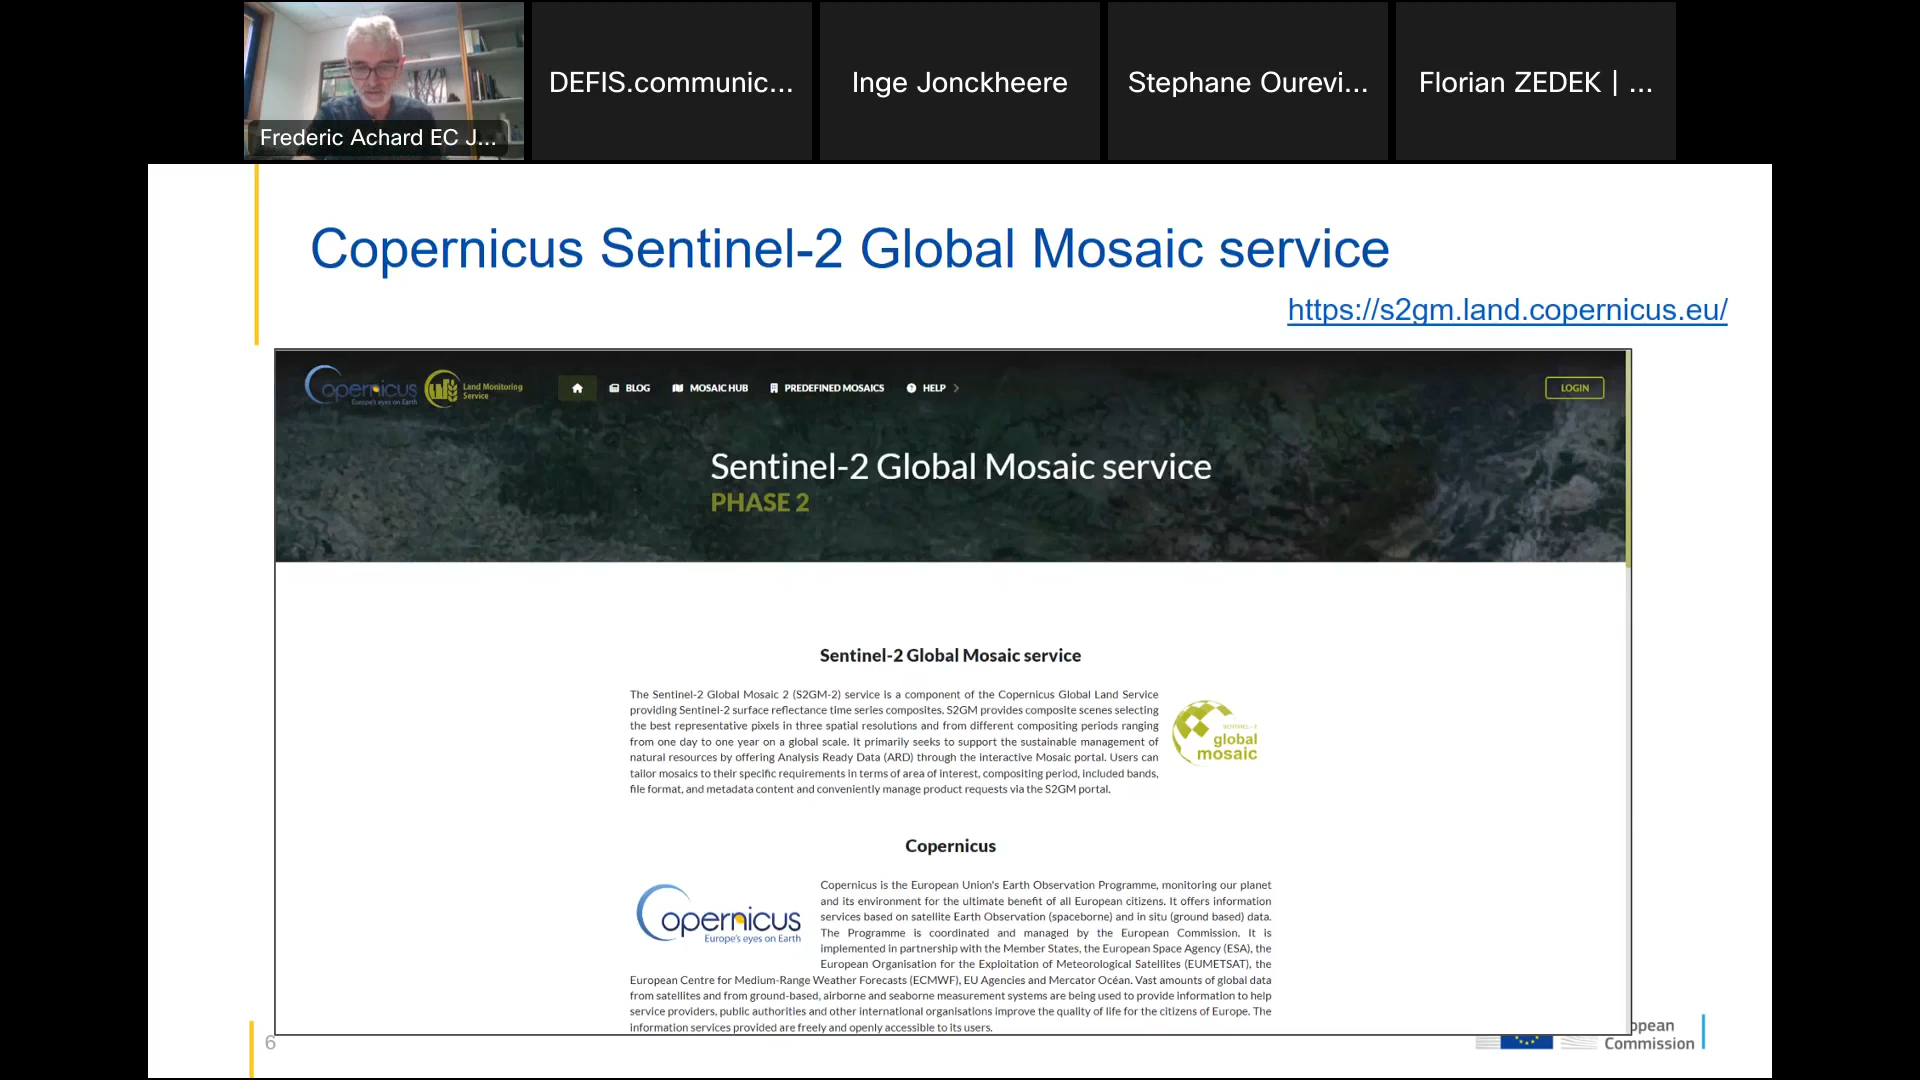 Frederic Achard EC J...
DEFIS.communic...
Inge Jonckheere
Stephane Ourevi...
Florian ZEDEK | ...
Copernicus Sentinel-2 Global Mosaic service
https://s2gm.land.copernicus.eu/
opernicus
Europe's eyes on Earth
Land Monitoring
Service
BLOG
MOSAIC HUB
PREDEFINED MOSAICS
HELP
LOGIN
Sentinel-2 Global Mosaic service
PHASE 2
Sentinel-2 Global Mosaic service
The Sentinel-2 Global Mosaic 2 (S2GM-2) service is a component of the Copernicus Global Land Service
providing Sentinel-2 surface reflectance time series composites. S2GM provides composite scenes selecting
the best representative pixels in three spatial resolutions and from different compositing periods ranging
from one day to one year on a global scale. It primarily seeks to support the sustainable management of
natural resources by offering Analysis Ready Data (ARD) through the interactive Mosaic portal. Users can
tailor mosaics to their specific requirements in terms of area of interest, compositing period, included bands,
file format, and metadata content and conveniently manage product requests via the S2GM portal.
SENTINEL-2
global
mosaic
Copernicus
opernicus
Europe's eyes on Earth
Copernicus is the European Union's Earth Observation Programme, monitoring our planet
and its environment for the ultimate benefit of all European citizens. It offers information
services based on satellite Earth Observation (spaceborne) and in situ (ground based) data.
The Programme is coordinated and managed by the European Commission. It is
implemented in partnership with the Member States, the European Space Agency (ESA), the
European Organisation for the Exploitation of Meteorological Satellites (EUMETSAT), the
European Centre for Medium-Range Weather Forecasts (ECMWF), EU Agencies and Mercator Océan. Vast amounts of global data
from satellites and from ground-based, airborne and seaborne measurement systems are being used to provide information to help
service providers, public authorities and other international organisations improve the quality of life for the citizens of Europe. The
information services provided are freely and openly accessible to its users.
6
opean
Commission